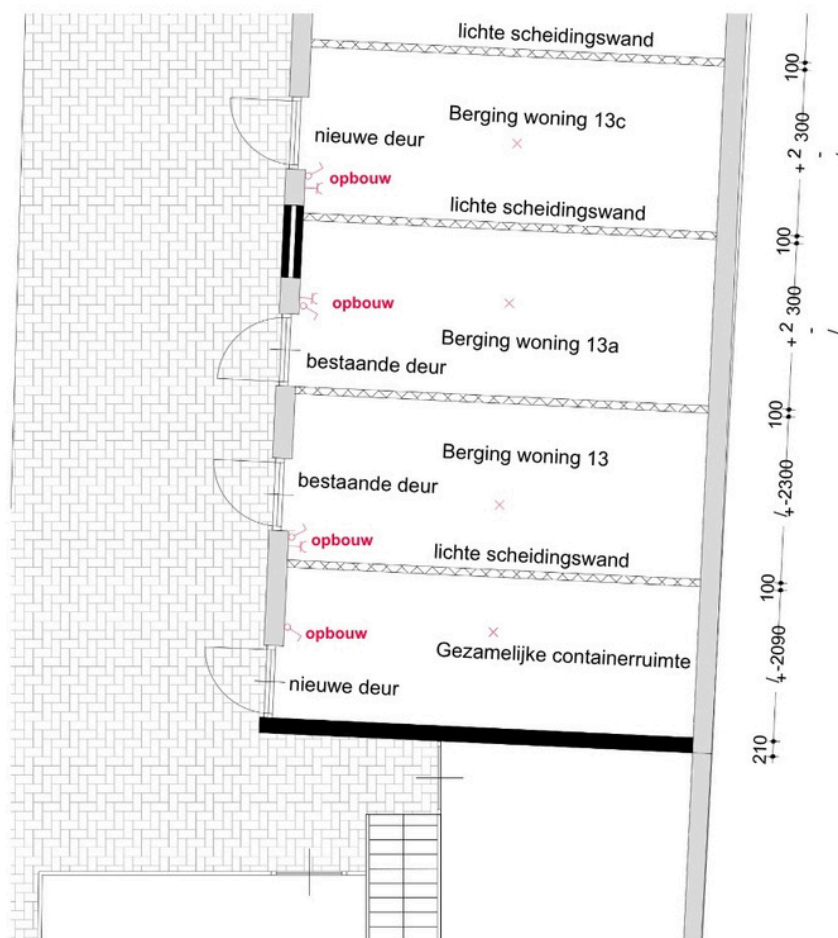 lichte scheidingswand
100
Berging woning 13c
nieuwe deur
+ 2 300
opbouw
lichte scheidingswand
100
opbouw
+ 2 300
Berging woning 13a
bestaande deur
100
Berging woning 13
bestaande deur
+-2300
opbouw
lichte scheidingswand
100
opbouw
+-2090
Gezamelijke containerruimte
nieuwe deur
210